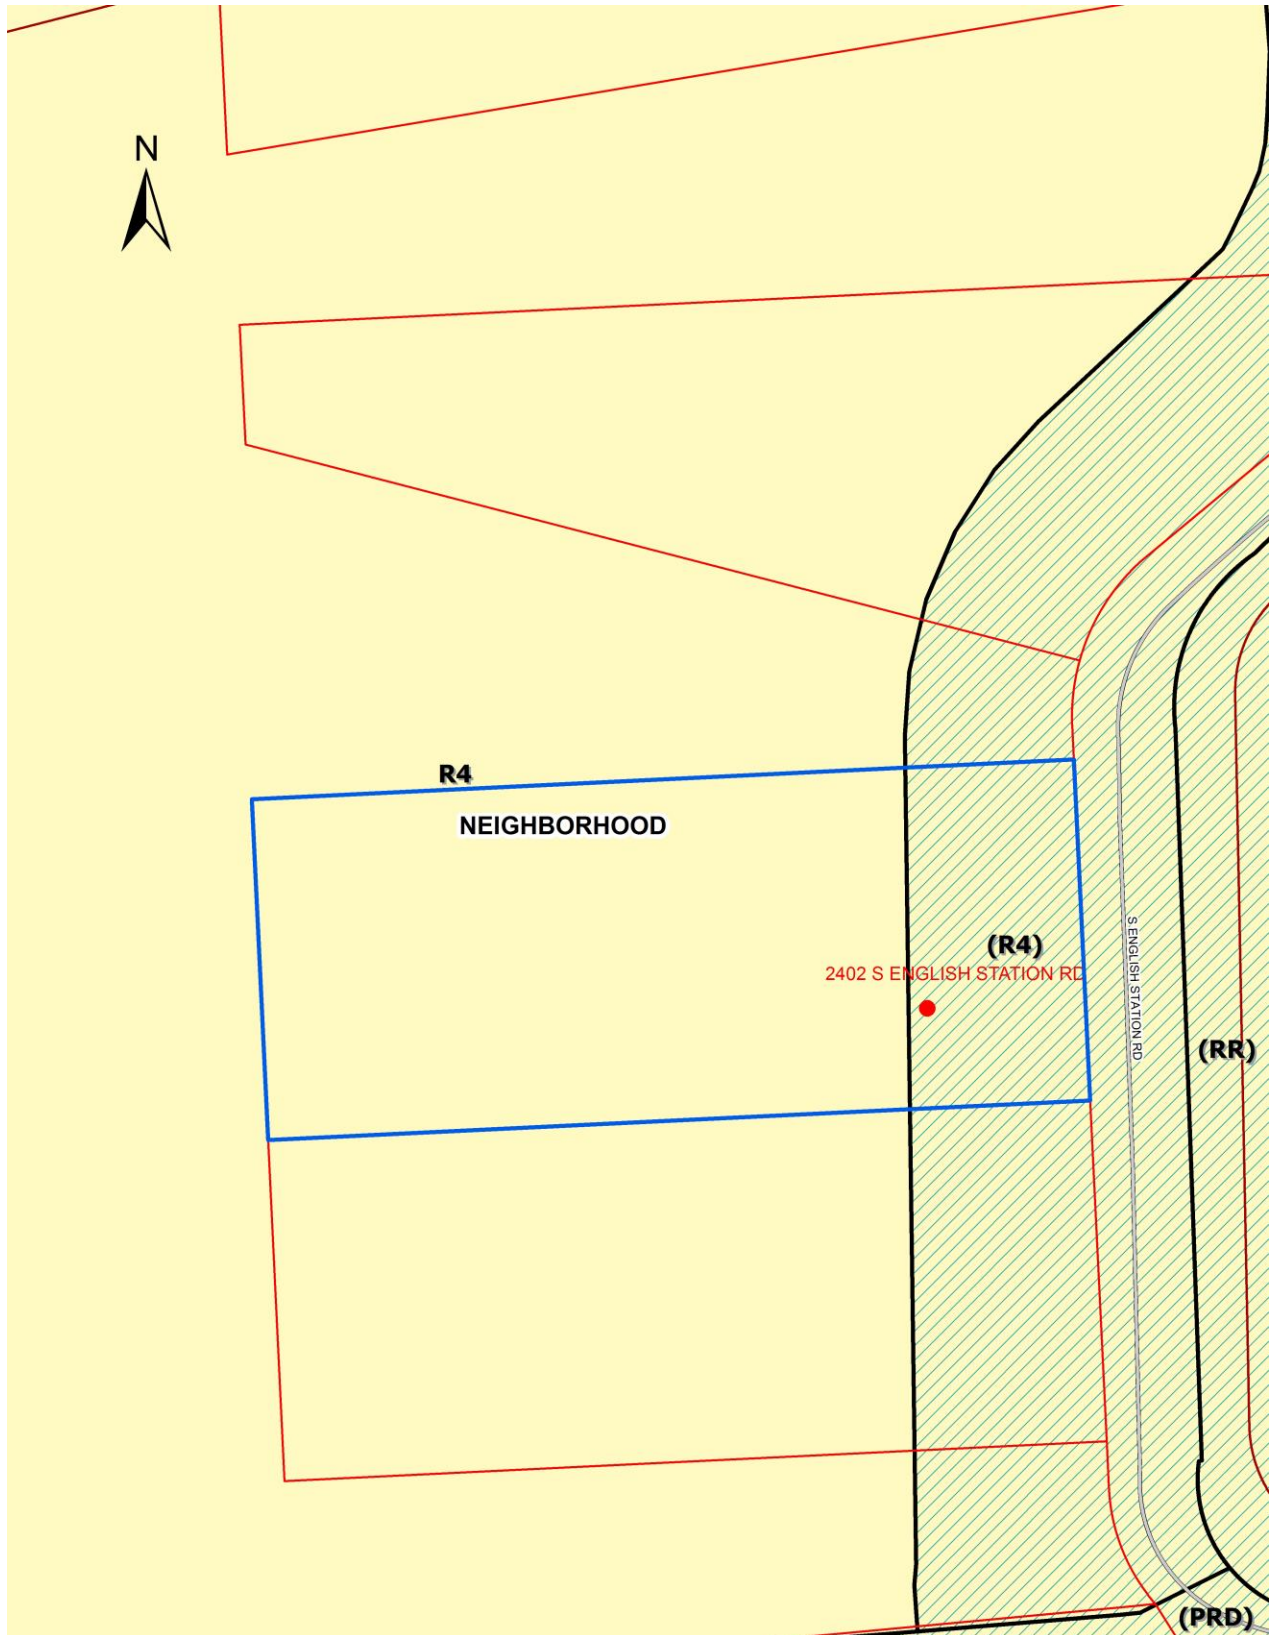 N
R4
NEIGHBORHOOD
(R4)
2402 S ENGLISH STATION RD
S ENGLISH STATION RD
(RR)
(PRD)